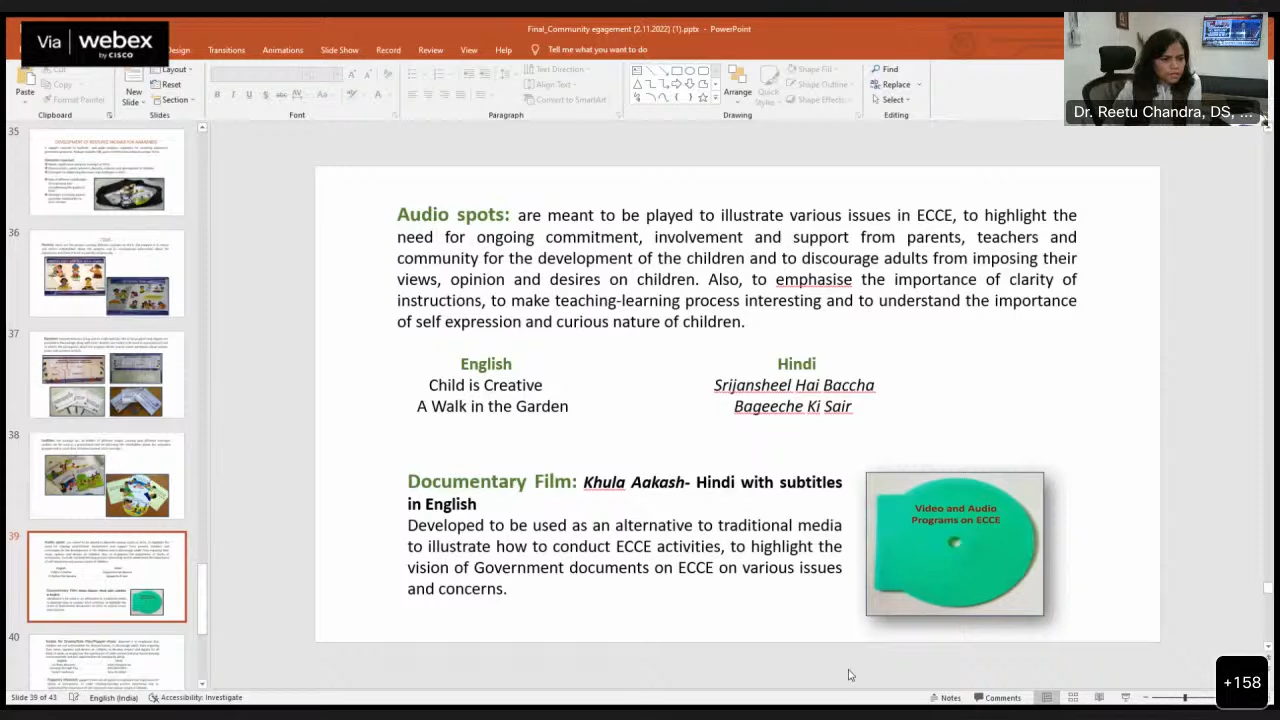 Final_Community egagement [2.11.2022] (1).pptx - PowerPoint
Via webex
by CISCO
Design Transitions Animations Slide Show Record Review View Help Tell me what you want to do
Cut
Copy
Format Painter
Paste
Clipboard
New
Slide
Layout
Reset
Section
Slides
Font
Text Direction
Align Text
Convert to SmartArt
Paragraph
Arrange
Quick
Styles
Shape Fill
Shape Outline
Shape Effects
Drawing
Find
Replace
Select
Editing
Dr. Reetu Chandra, DS, ...
35
36
37
38
39
40
Audio spots: are meant to be played to illustrate various issues in ECCE, to highlight the
need for ongoing commitment, involvement and support from parents, teachers and
community for the development of the children and to discourage adults from imposing their
views, opinion and desires on children. Also, to emphasise the importance of clarity of
instructions, to make teaching-learning process interesting and to understand the importance
of self expression and curious nature of children.
English
Child is Creative
A Walk in the Garden
Hindi
Srijansheel Hai Baccha
Bageeche Ki Sair
Documentary Film: Khula Aakash- Hindi with subtitles
in English
Developed to be used as an alternative to traditional media
to illustrate how to conduct ECCE activities, to highlight the
vision of Government documents on ECCE on various issues
and concerns.
Video and Audio
Programs on ECCE
Slide 39 of 43 English (India) Accessibility: Investigate
Notes Comments
+158